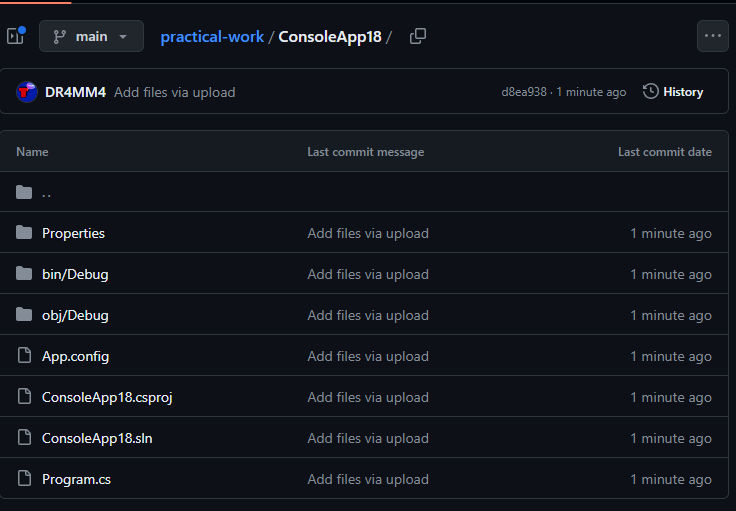 main
practical-work / ConsoleApp18 /
DR4MM4 Add files via upload d8ea938 · 1 minute ago History
Name Last commit message Last commit date
..
Properties Add files via upload 1 minute ago
bin/Debug Add files via upload 1 minute ago
obj/Debug Add files via upload 1 minute ago
App.config Add files via upload 1 minute ago
ConsoleApp18.csproj Add files via upload 1 minute ago
ConsoleApp18.sln Add files via upload 1 minute ago
Program.cs Add files via upload 1 minute ago